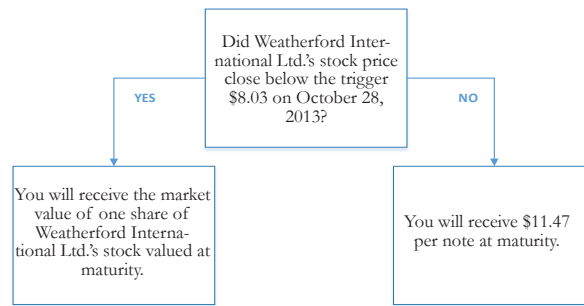 Did Weatherford Inter-
national Ltd.'s stock price
close below the trigger
$8.03 on October 28,
2013?
YES
NO
You will receive the market
value of one share of
Weatherford Interna-
tional Ltd.'s stock valued at
maturity.
You will receive $11.47
per note at maturity.